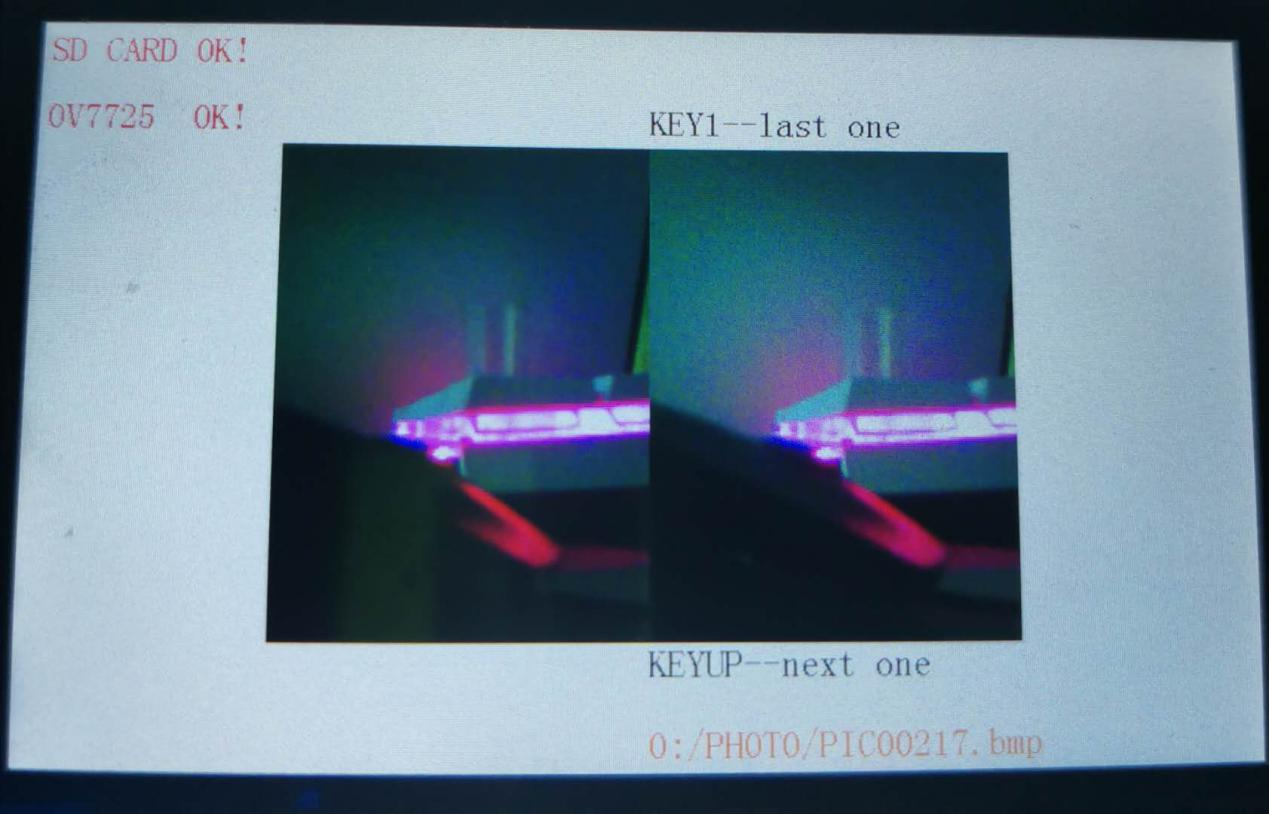 SD CARD OK!
OV7725 OK!
KEY1--last one
KEYUP--next one
0:/PHOTO/PIC00217.bmp